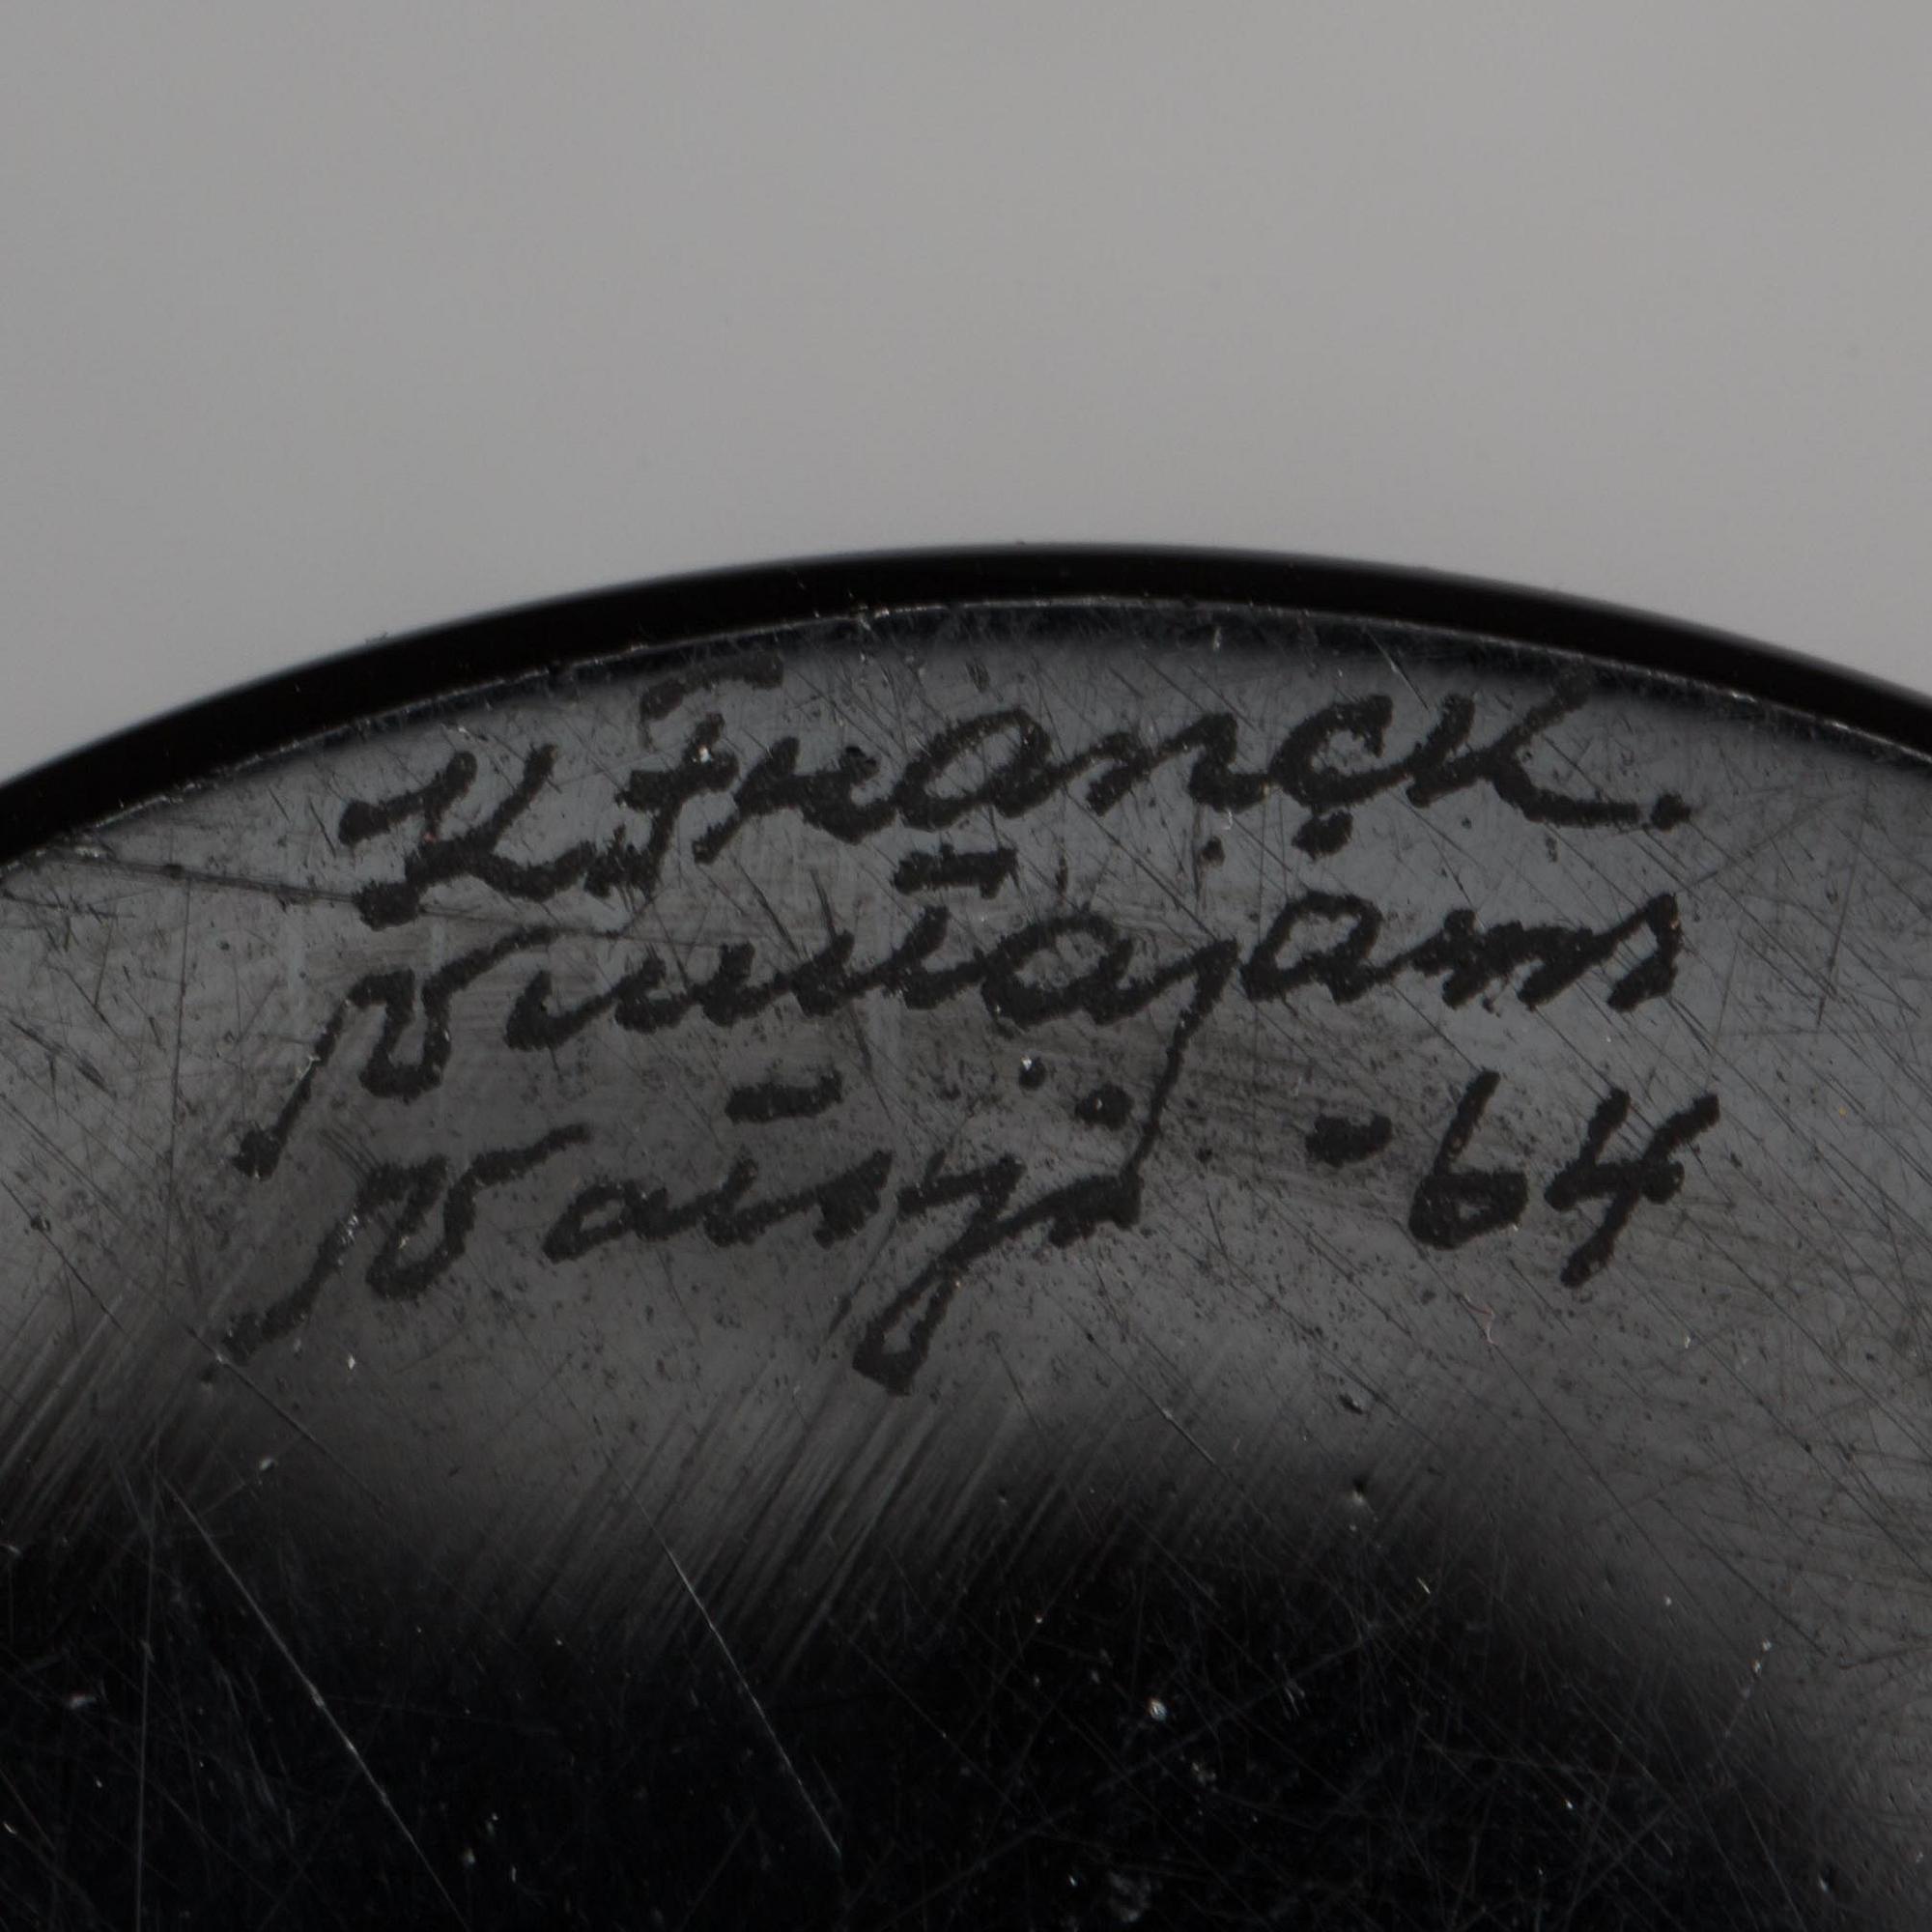 K. Franck.
Nuutajärvi
Notsjö -64